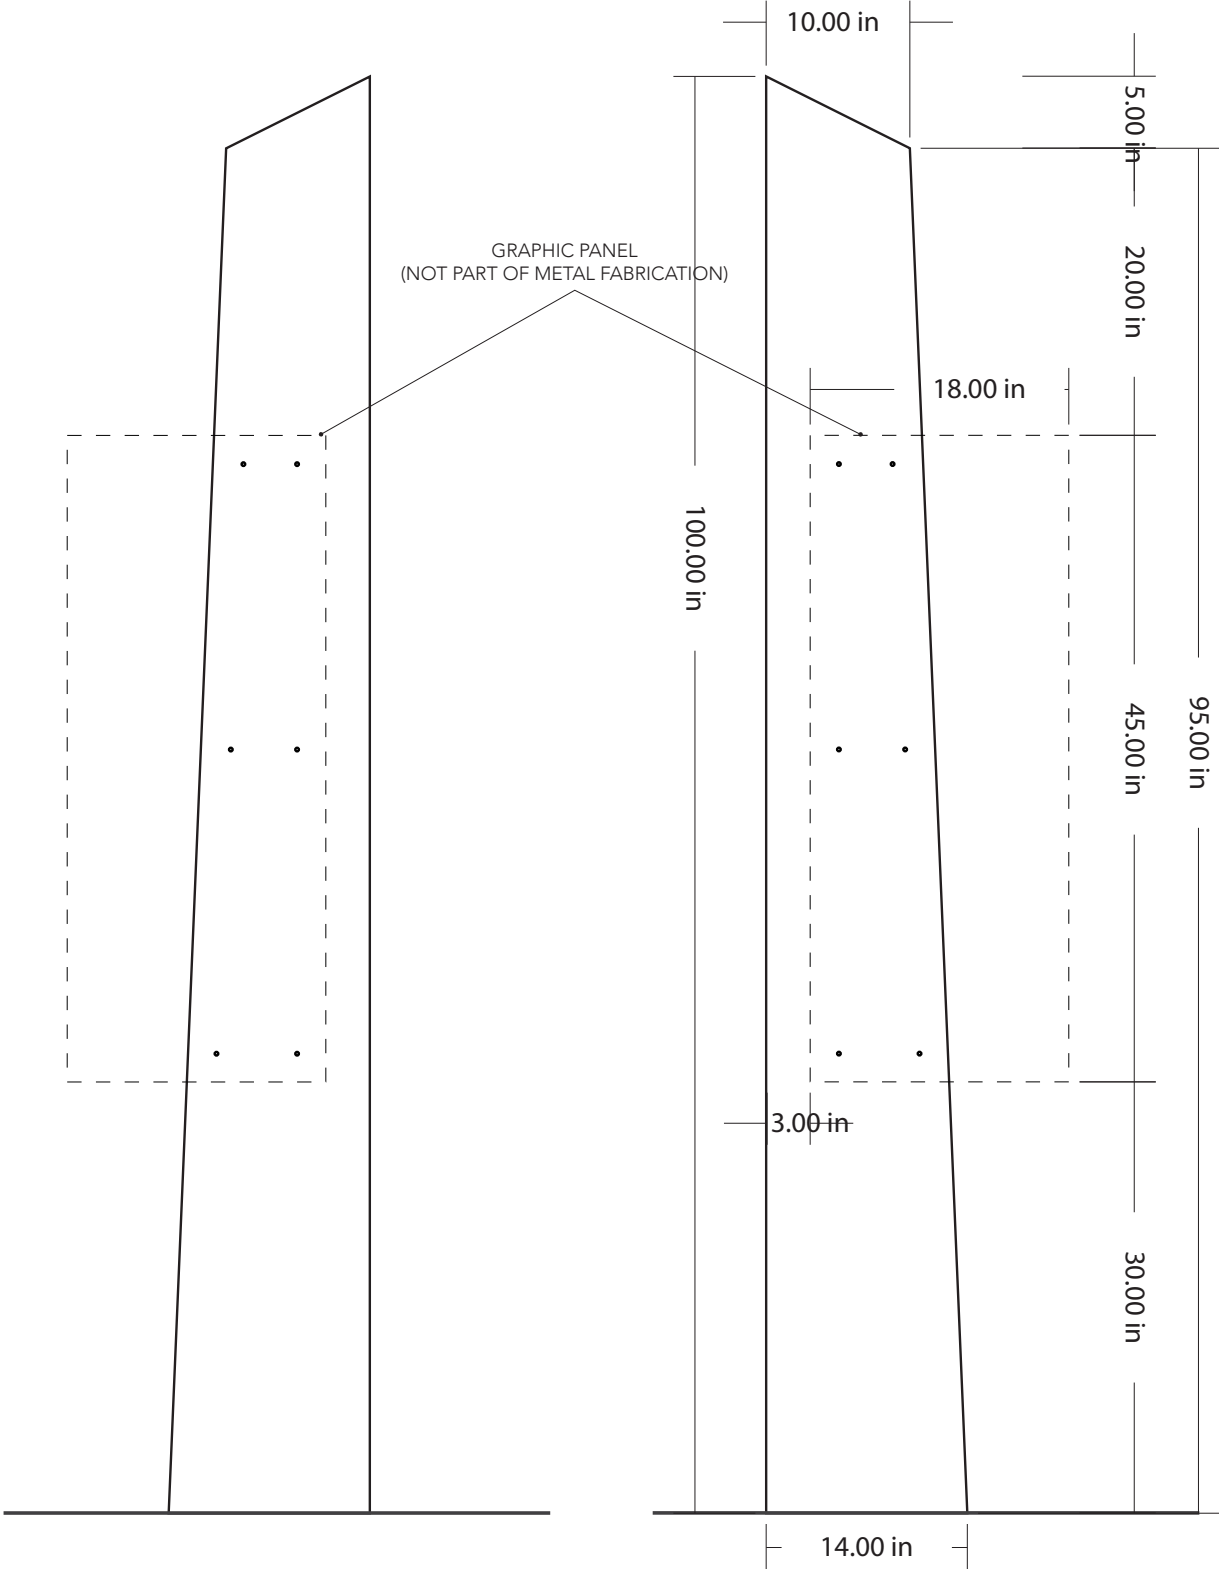 10.00 in
5.00 in
GRAPHIC PANEL
(NOT PART OF METAL FABRICATION)
20.00 in
18.00 in
100.00 in
45.00 in
95.00 in
3.00 in
30.00 in
14.00 in